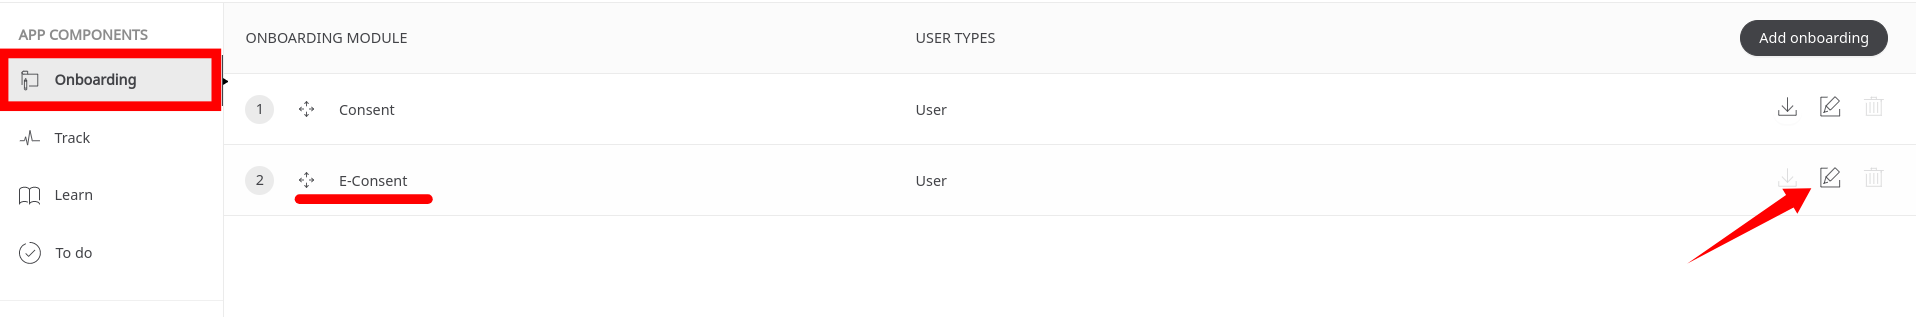 APP COMPONENTS
Onboarding
Track
Learn
To do
ONBOARDING MODULE USER TYPES Add onboarding
1 Consent User
2 E-Consent User